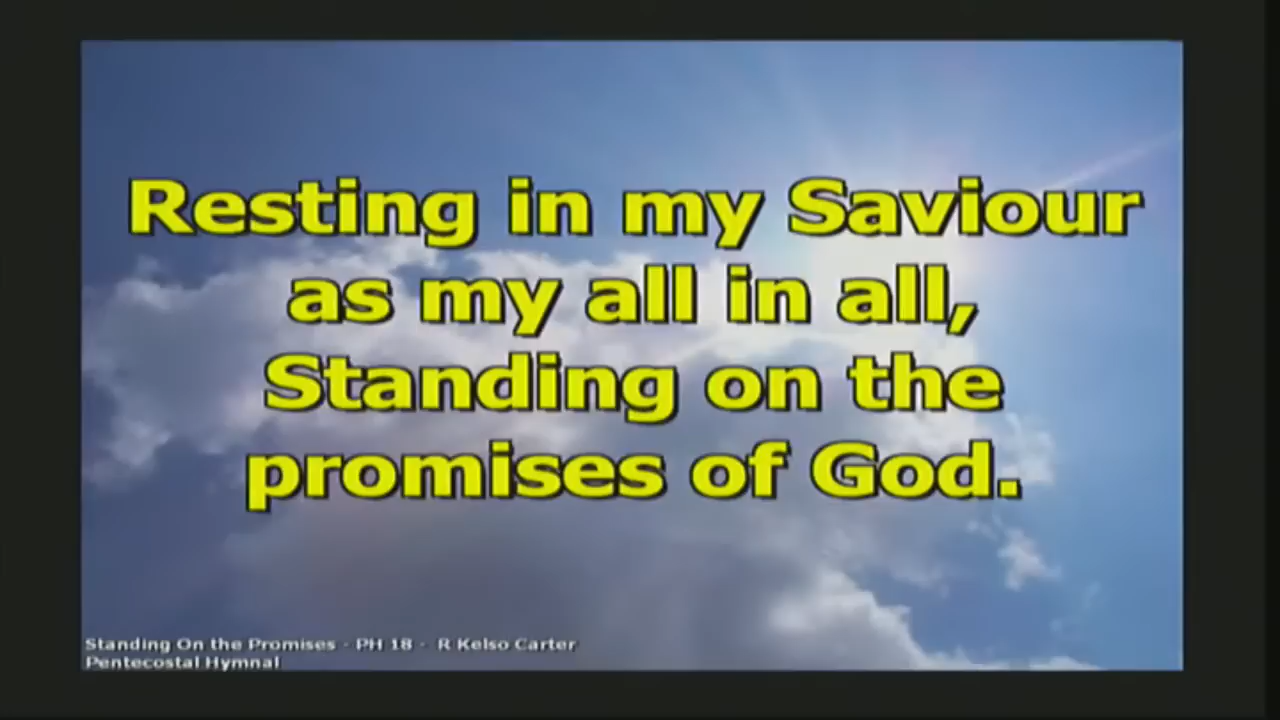 Resting in my Saviour
as my all in all,
Standing on the
promises of God.
Standing On the Promises - PH 18 - R Kelso Carter
Pentecostal Hymnal